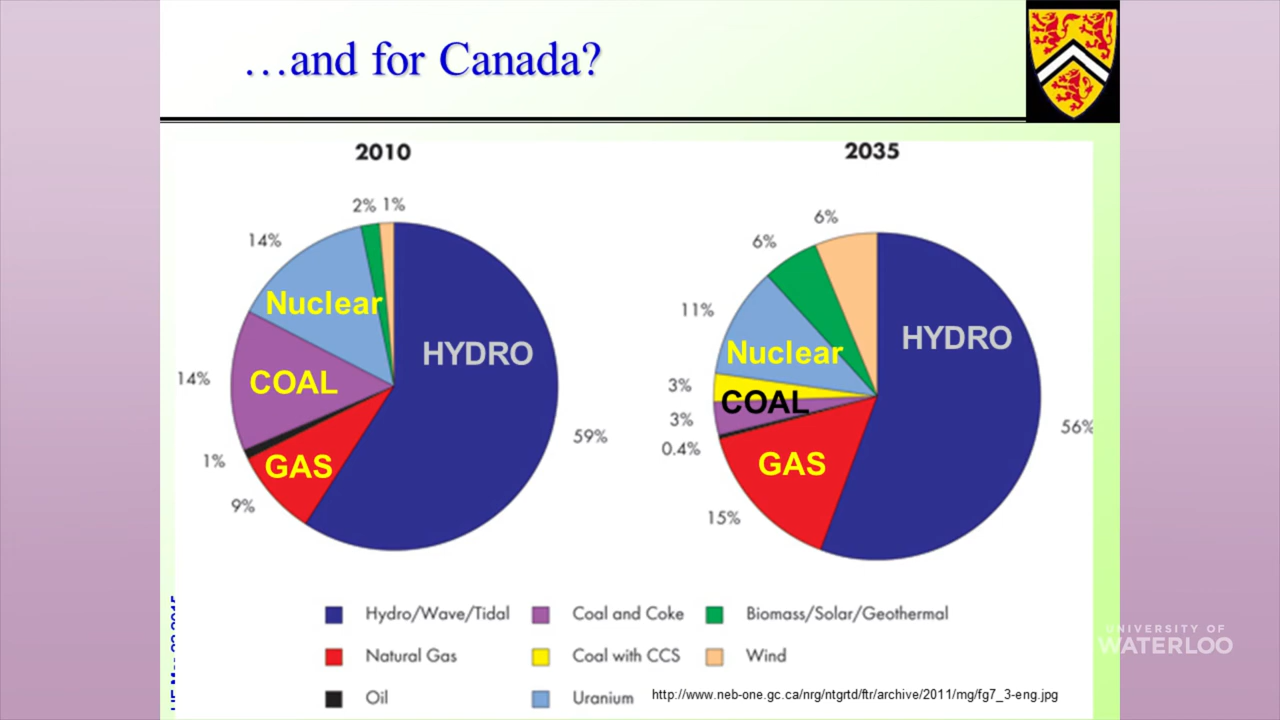 …and for Canada?
2010
2035
2% 1%
14%
Nuclear
HYDRO
COAL
14%
59%
1%
GAS
9%
6%
6%
11%
HYDRO
Nuclear
3%
COAL
3%
0.4%
56%
GAS
15%
Hydro/Wave/Tidal
Coal and Coke
Biomass/Solar/Geothermal
Natural Gas
Coal with CCS
Wind
Oil
Uranium
http://www.neb-one.gc.ca/nrg/ntgrtd/ftr/archive/2011/mg/fg7_3-eng.jpg
UNIVERSITY OF
WATERLOO